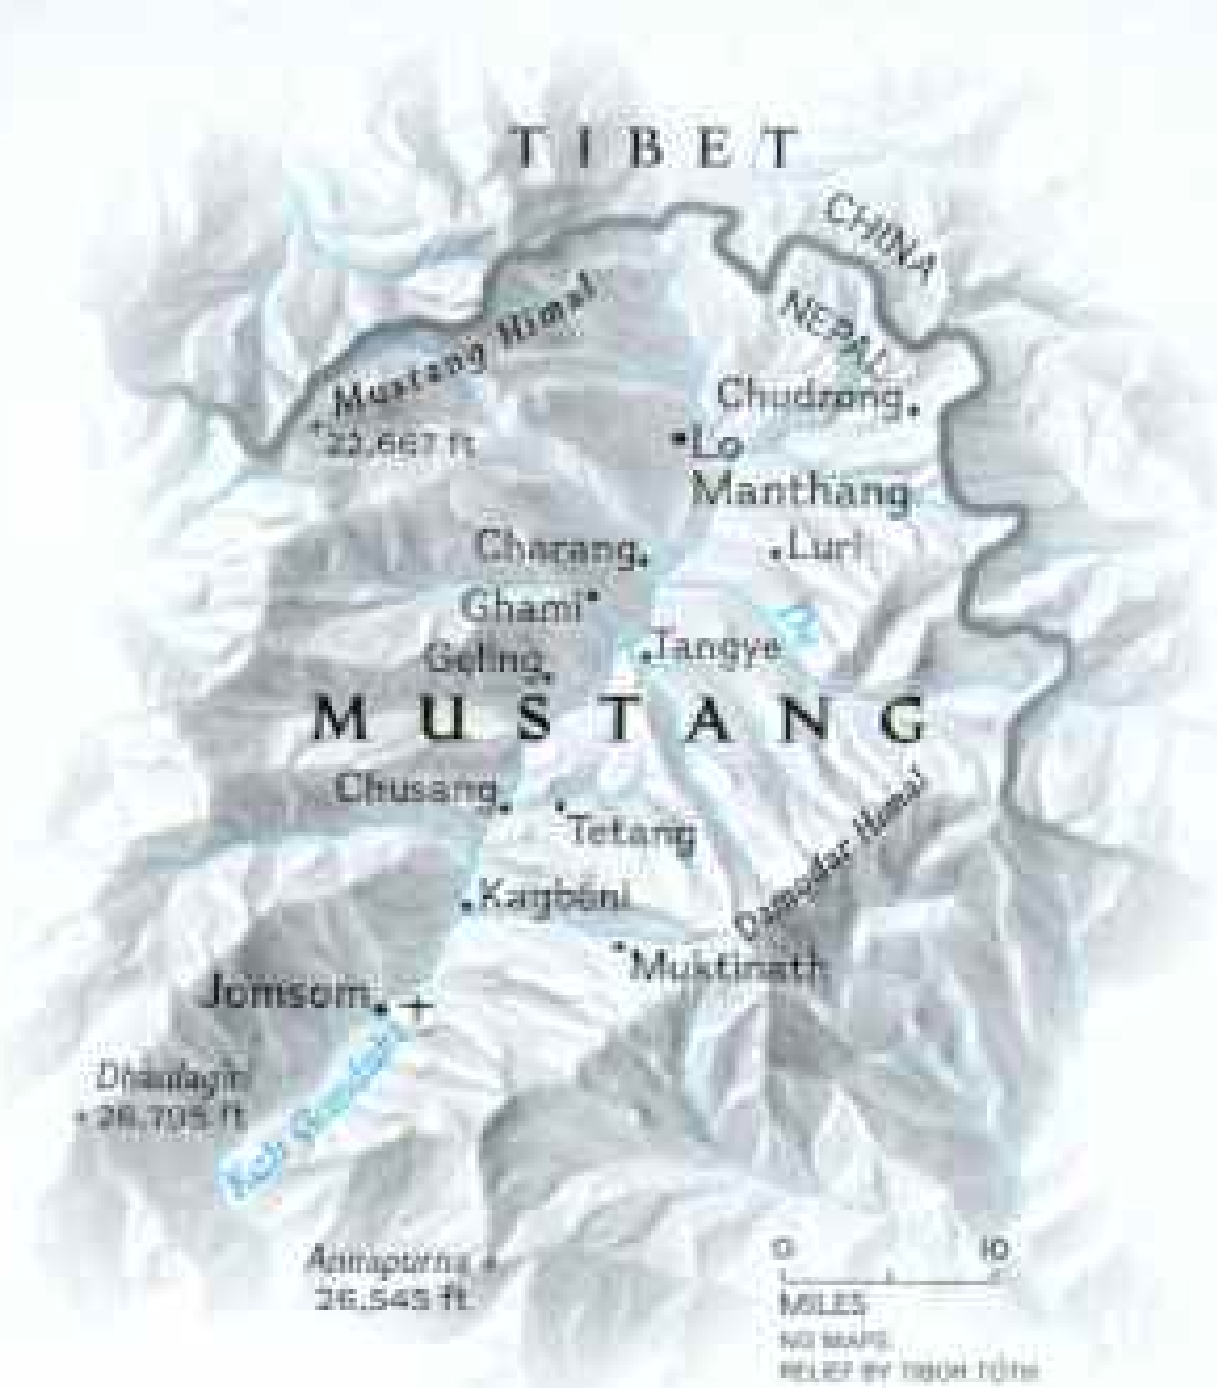 TIBET
CHINA
NEPAL
Mustang Himal
22,667 ft
Chudzong
Lo
Manthang
Charang
Luri
Ghami
Geling
Tangye
MUSTANG
Chusang
Tetang
Damodar Himal
Kagbeni
Muktinath
Jomsom
Dhaulagiri
26,795 ft
Kali Gandaki
Annapurna
26,545 ft
0 10
MILES
NG MAPS
RELIEF BY TIBOR TÓTH